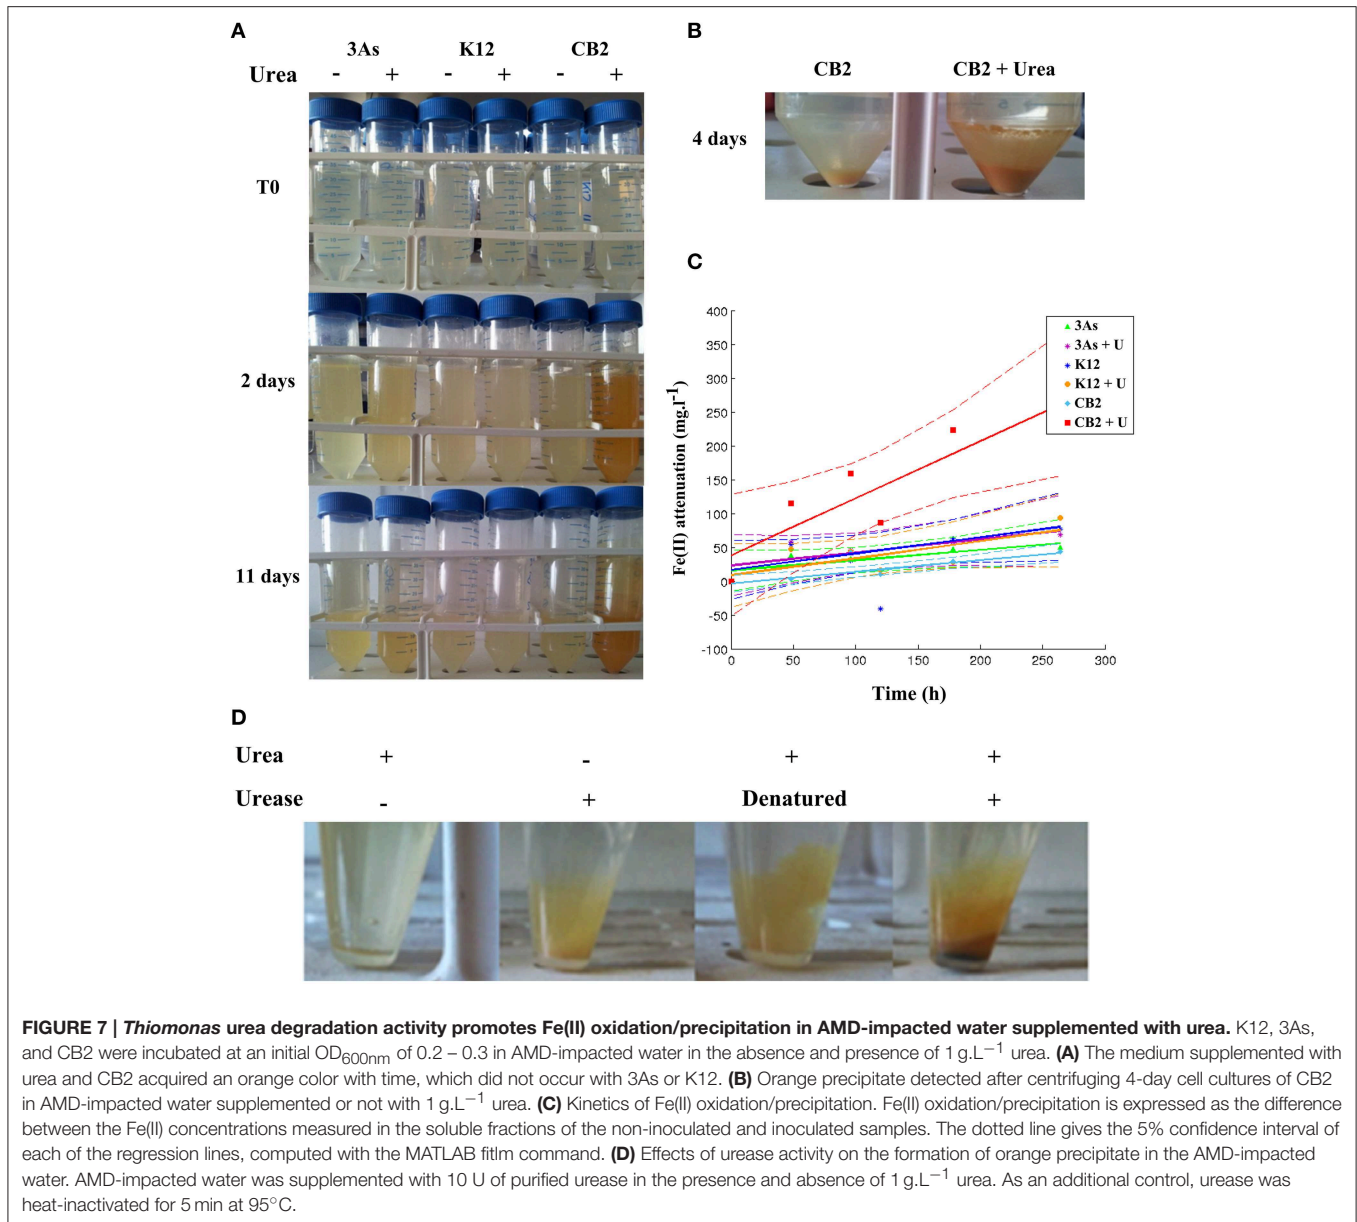 A
3As K12 CB2
Urea - + - + - +
T0
2 days
11 days
B
CB2 CB2 + Urea
4 days
C
400
350
300
250
200
150
100
50
0
-50
-100
0 50 100 150 200 250 300
Fe(II) attenuation (mg.l-1)
Time (h)
3As
3As + U
K12
K12 + U
CB2
CB2 + U
D
Urea + - + +
Urease - + Denatured +
FIGURE 7 | Thiomonas urea degradation activity promotes Fe(II) oxidation/precipitation in AMD-impacted water supplemented with urea. K12, 3As,
and CB2 were incubated at an initial OD600nm of 0.2 – 0.3 in AMD-impacted water in the absence and presence of 1 g.L−1 urea. (A) The medium supplemented with
urea and CB2 acquired an orange color with time, which did not occur with 3As or K12. (B) Orange precipitate detected after centrifuging 4-day cell cultures of CB2
in AMD-impacted water supplemented or not with 1 g.L−1 urea. (C) Kinetics of Fe(II) oxidation/precipitation. Fe(II) oxidation/precipitation is expressed as the difference
between the Fe(II) concentrations measured in the soluble fractions of the non-inoculated and inoculated samples. The dotted line gives the 5% confidence interval of
each of the regression lines, computed with the MATLAB fitlm command. (D) Effects of urease activity on the formation of orange precipitate in the AMD-impacted
water. AMD-impacted water was supplemented with 10 U of purified urease in the presence and absence of 1 g.L−1 urea. As an additional control, urease was
heat-inactivated for 5 min at 95°C.